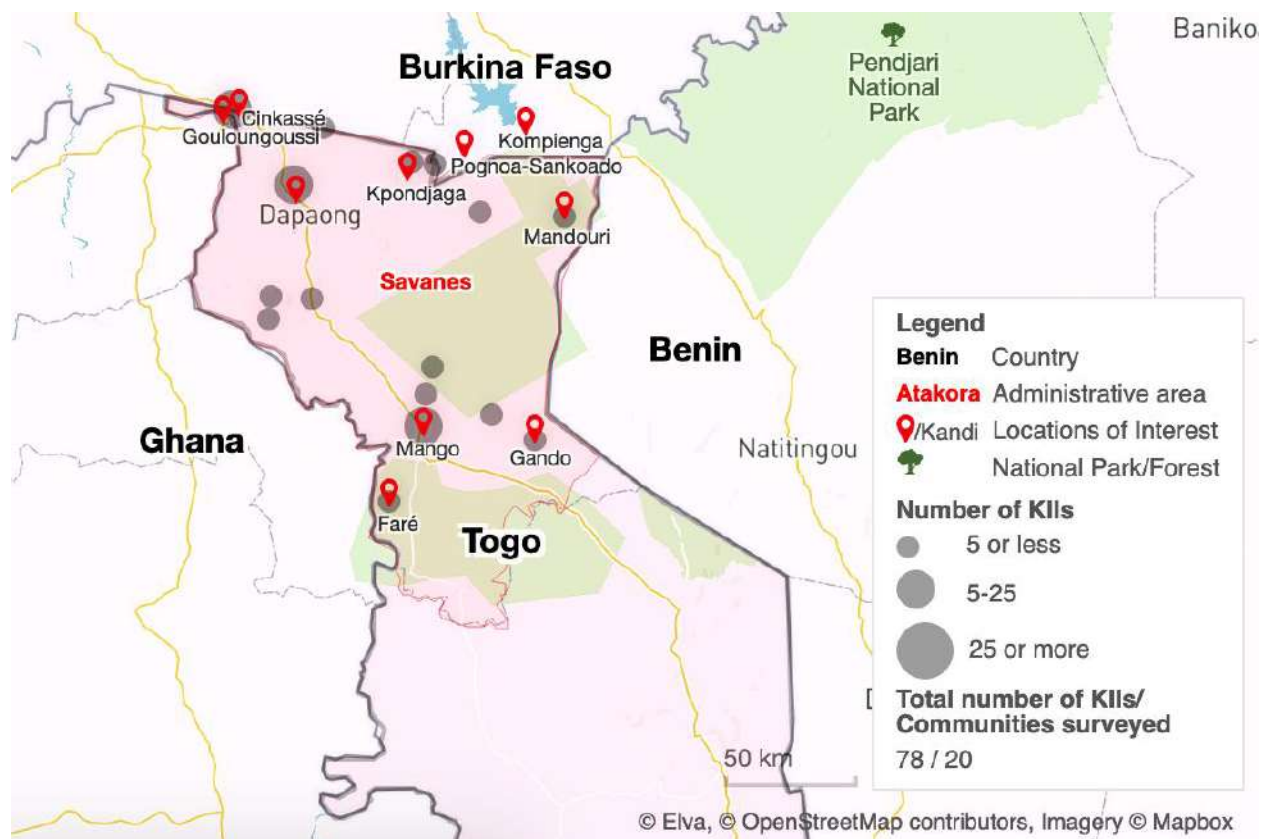 Baniko
Burkina Faso
Pendjari
National
Park
Cinkassé
Gouloungoussi
Kompienga
Pognoa-Sankoado
Kpondjaga
Dapaong
Mandouri
Savanes
Benin
Ghana
Mango
Gando
Natitingou
Faré
Togo
Legend
Benin Country
Atakora Administrative area
/Kandi Locations of Interest
National Park/Forest
Number of KIIs
5 or less
5-25
25 or more
Total number of KIIs/
Communities surveyed
78 / 20
50 km
© Elva, © OpenStreetMap contributors, Imagery © Mapbox